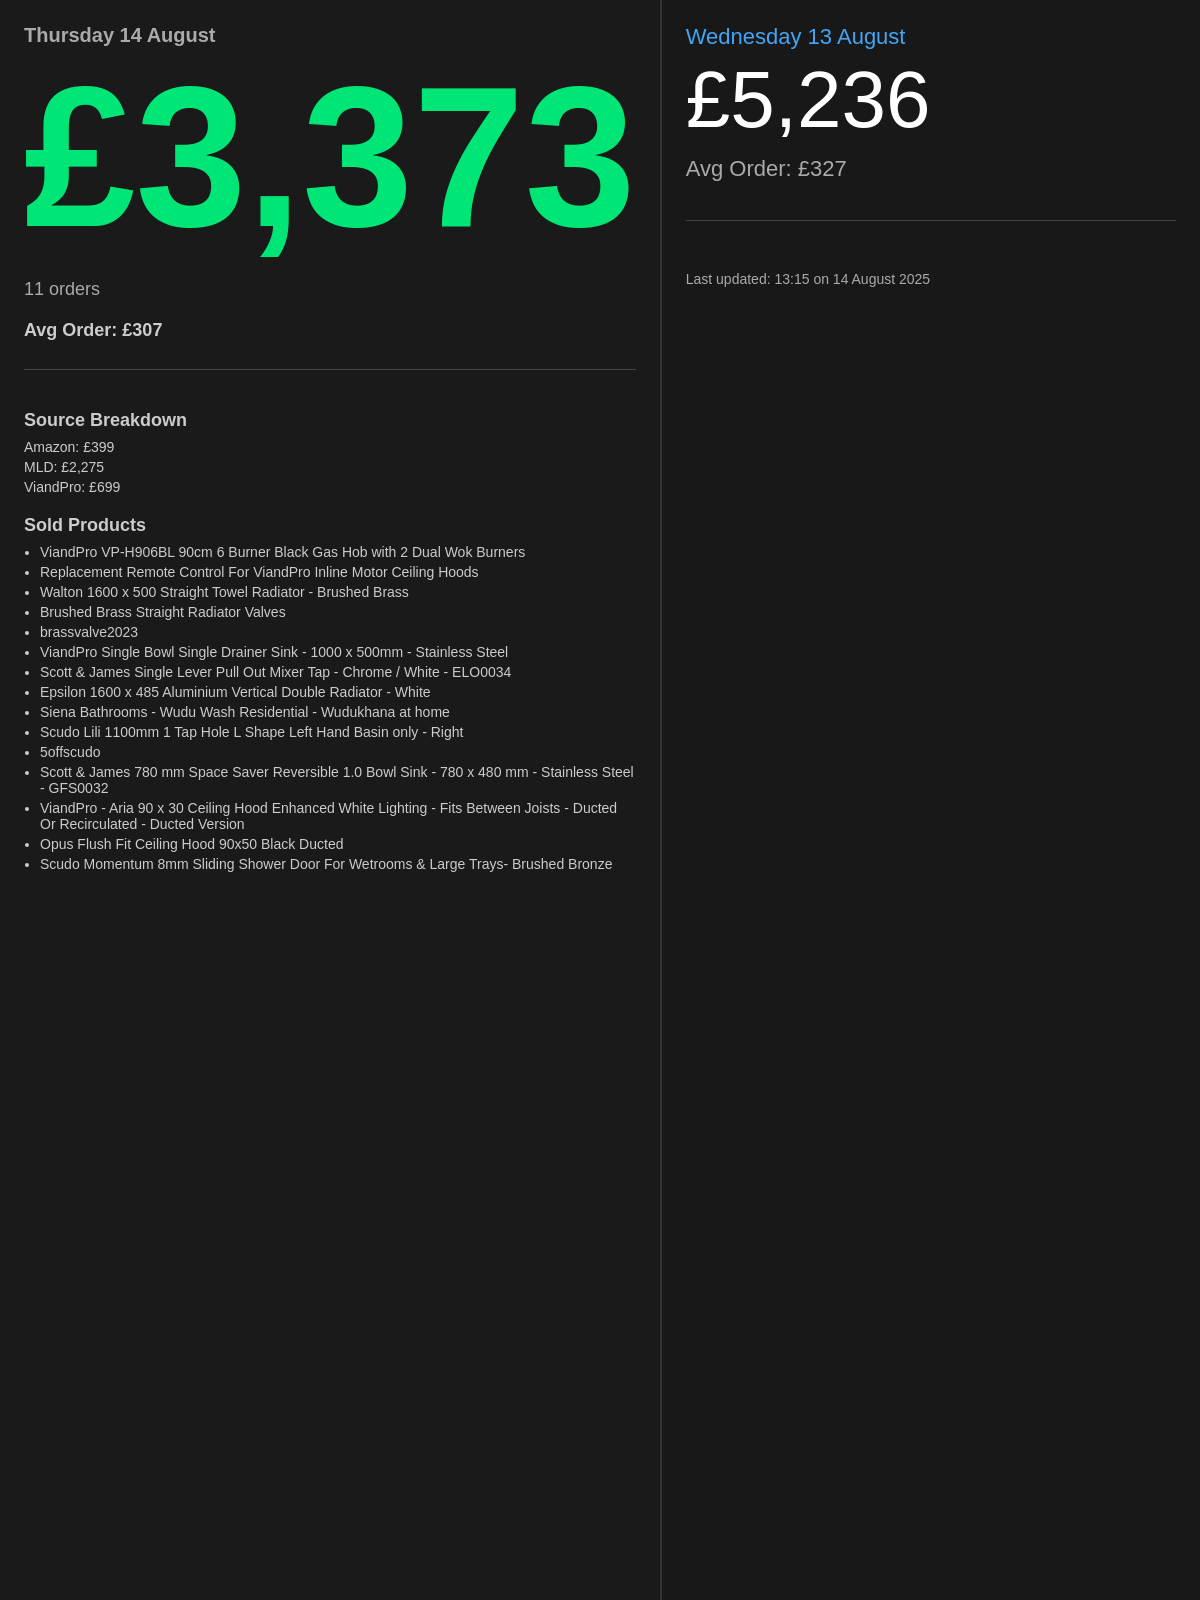 Thursday 14 August
£3,373
11 orders
Avg Order: £307
Source Breakdown
Amazon: £399
MLD: £2,275
ViandPro: £699
Sold Products
• ViandPro VP-H906BL 90cm 6 Burner Black Gas Hob with 2 Dual Wok Burners
• Replacement Remote Control For ViandPro Inline Motor Ceiling Hoods
• Walton 1600 x 500 Straight Towel Radiator - Brushed Brass
• Brushed Brass Straight Radiator Valves
• brassvalve2023
• ViandPro Single Bowl Single Drainer Sink - 1000 x 500mm - Stainless Steel
• Scott & James Single Lever Pull Out Mixer Tap - Chrome / White - ELO0034
• Epsilon 1600 x 485 Aluminium Vertical Double Radiator - White
• Siena Bathrooms - Wudu Wash Residential - Wudukhana at home
• Scudo Lili 1100mm 1 Tap Hole L Shape Left Hand Basin only - Right
• 5offscudo
• Scott & James 780 mm Space Saver Reversible 1.0 Bowl Sink - 780 x 480 mm - Stainless Steel
- GFS0032
• ViandPro - Aria 90 x 30 Ceiling Hood Enhanced White Lighting - Fits Between Joists - Ducted
Or Recirculated - Ducted Version
• Opus Flush Fit Ceiling Hood 90x50 Black Ducted
• Scudo Momentum 8mm Sliding Shower Door For Wetrooms & Large Trays- Brushed Bronze
Wednesday 13 August
£5,236
Avg Order: £327
Last updated: 13:15 on 14 August 2025